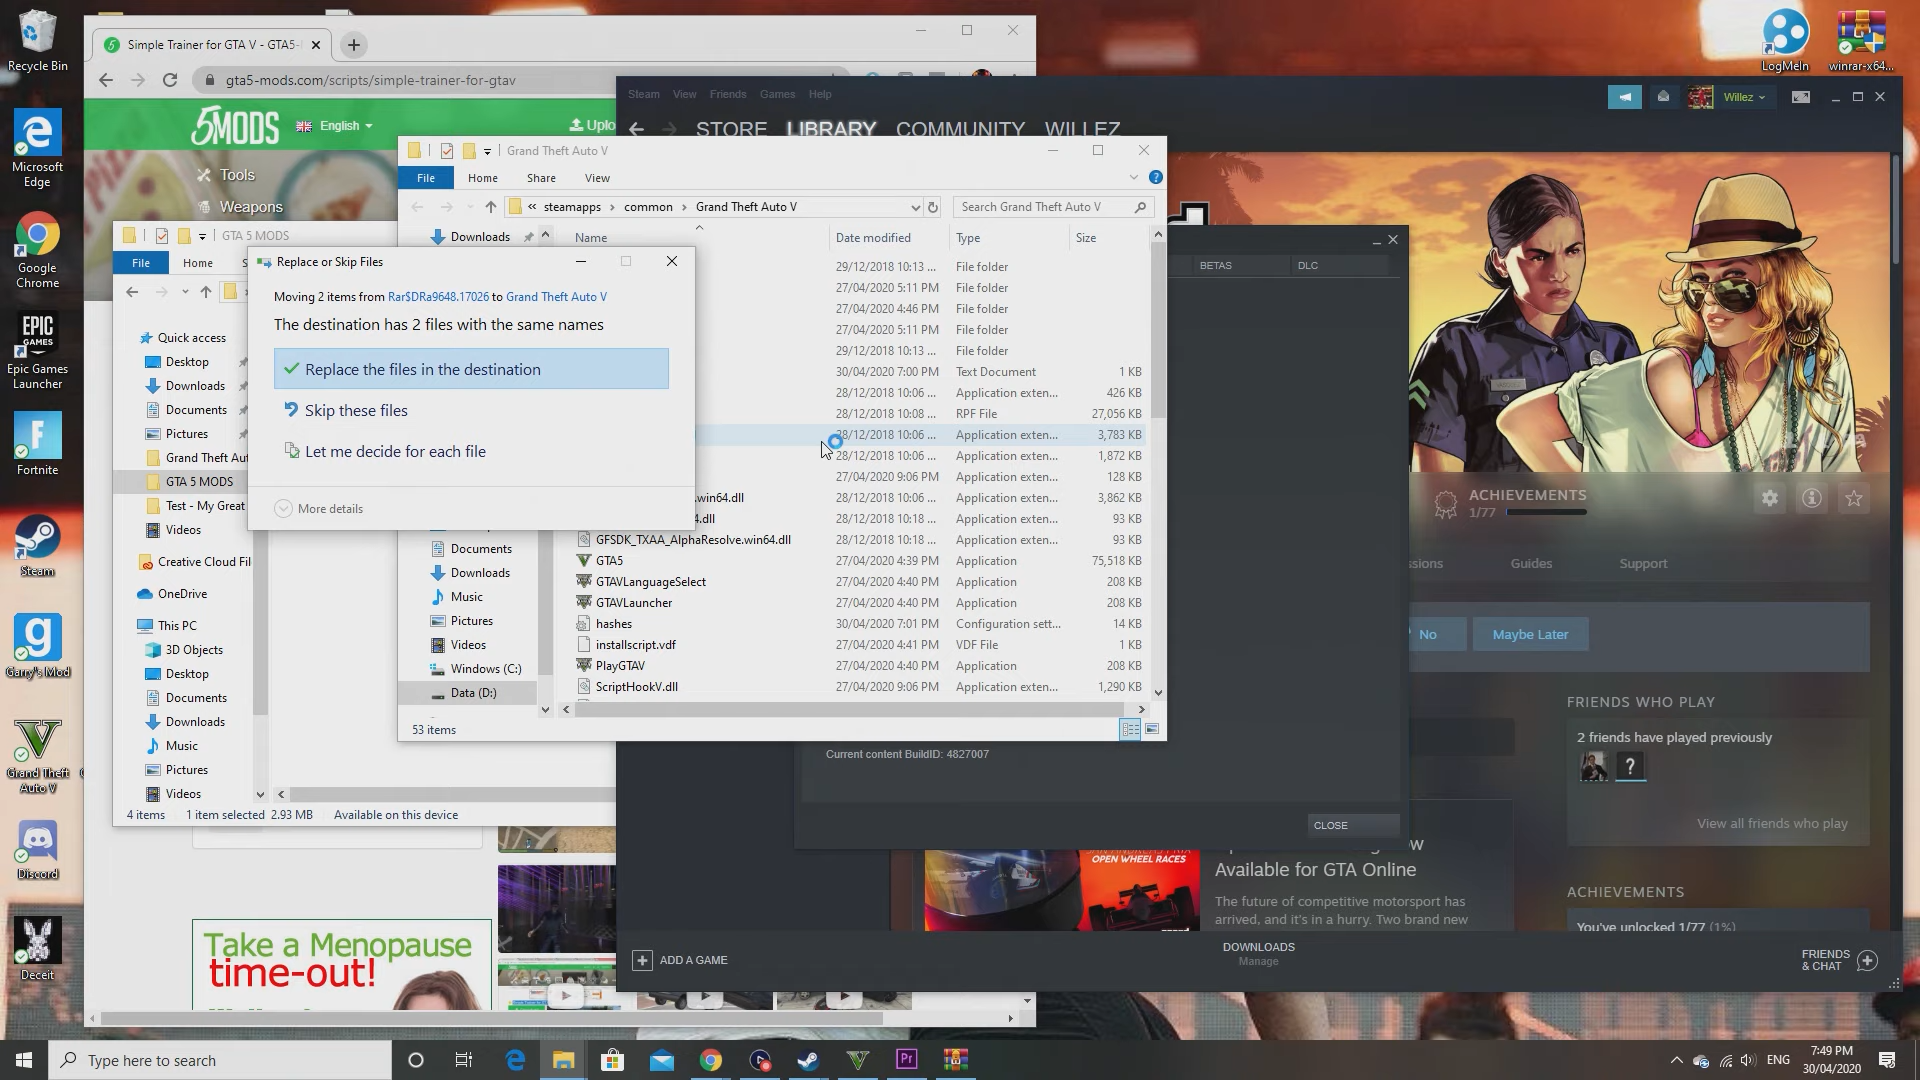 Recycle Bin
Microsoft
Edge
Google
Chrome
EPIC
GAMES
Epic Games
Launcher
Fortnite
Steam
Garry's Mod
Grand Theft
Auto V
Discord
Deceit
LogMeIn
winrar-x64...
Simple Trainer for GTA V - GTA5-
gta5-mods.com/scripts/simple-trainer-for-gtav
5MODS
English
Uplo
Tools
Weapons
Steam View Friends Games Help
Willez
STORE LIBRARY COMMUNITY WILLEZ
Grand Theft Auto V
File Home Share View
« steamapps > common > Grand Theft Auto V
Search Grand Theft Auto V
Downloads
Name Date modified Type Size
29/12/2018 10:13 ... File folder
27/04/2020 5:11 PM File folder
27/04/2020 4:46 PM File folder
27/04/2020 5:11 PM File folder
29/12/2018 10:13 ... File folder
30/04/2020 7:00 PM Text Document 1 KB
28/12/2018 10:06 ... Application exten... 426 KB
28/12/2018 10:08 ... RPF File 27,056 KB
28/12/2018 10:06 ... Application exten... 3,783 KB
28/12/2018 10:06 ... Application exten... 1,872 KB
27/04/2020 9:06 PM Application exten... 128 KB
.win64.dll 28/12/2018 10:06 ... Application exten... 3,862 KB
4.dll 28/12/2018 10:18 ... Application exten... 93 KB
GFSDK_TXAA_AlphaResolve.win64.dll 28/12/2018 10:18 ... Application exten... 93 KB
GTA5 27/04/2020 4:39 PM Application 75,518 KB
GTAVLanguageSelect 27/04/2020 4:40 PM Application 208 KB
GTAVLauncher 27/04/2020 4:40 PM Application 208 KB
hashes 30/04/2020 7:01 PM Configuration sett... 14 KB
installscript.vdf 27/04/2020 4:41 PM VDF File 1 KB
PlayGTAV 27/04/2020 4:40 PM Application 208 KB
ScriptHookV.dll 27/04/2020 9:06 PM Application exten... 1,290 KB
Documents
Downloads
Music
Pictures
Videos
Windows (C:)
Data (D:)
53 items
GTA 5 MODS
File Home S
Quick access
Desktop
Downloads
Documents
Pictures
Grand Theft Aut
GTA 5 MODS
Test - My Great
Videos
Creative Cloud Fil
OneDrive
This PC
3D Objects
Desktop
Documents
Downloads
Music
Pictures
Videos
4 items 1 item selected 2.93 MB Available on this device
Replace or Skip Files
Moving 2 items from Rar$DRa9648.17026 to Grand Theft Auto V
The destination has 2 files with the same names
Replace the files in the destination
Skip these files
Let me decide for each file
More details
BETAS DLC
Current content BuildID: 4827007
CLOSE
ACHIEVEMENTS
1/77
ssions Guides Support
No Maybe Later
FRIENDS WHO PLAY
2 friends have played previously
?
View all friends who play
ACHIEVEMENTS
You've unlocked 1/77 (1%)
OPEN WHEEL RACES
Available for GTA Online
The future of competitive motorsport has
arrived, and it's in a hurry. Two brand new
ADD A GAME
DOWNLOADS
Manage
FRIENDS
& CHAT
Take a Menopause
time-out!
Type here to search
ENG
7:49 PM
30/04/2020